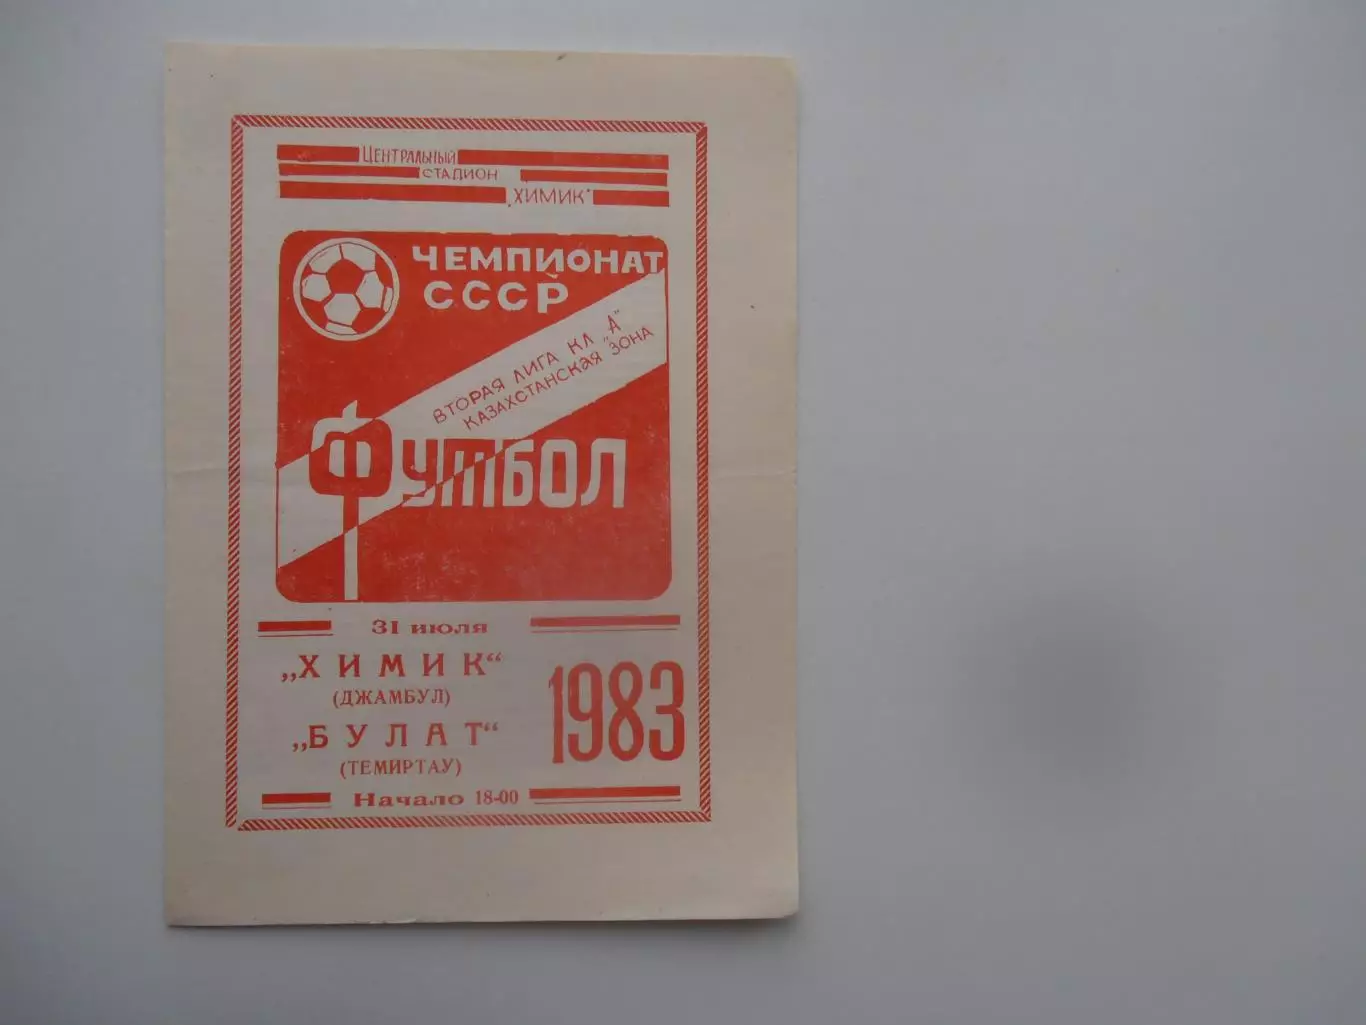 ЦЕНТРАЛЬНЫЙ
СТАДИОН
"ХИМИК"
ЧЕМПИОНАТ
СССР
ВТОРАЯ ЛИГА КЛ „А"
КАЗАХСТАНСКАЯ ЗОНА
ФУТБОЛ
31 июля
„ХИМИК“
(ДЖАМБУЛ)
„БУЛАТ“
(ТЕМИРТАУ)
1983
Начало 18-00